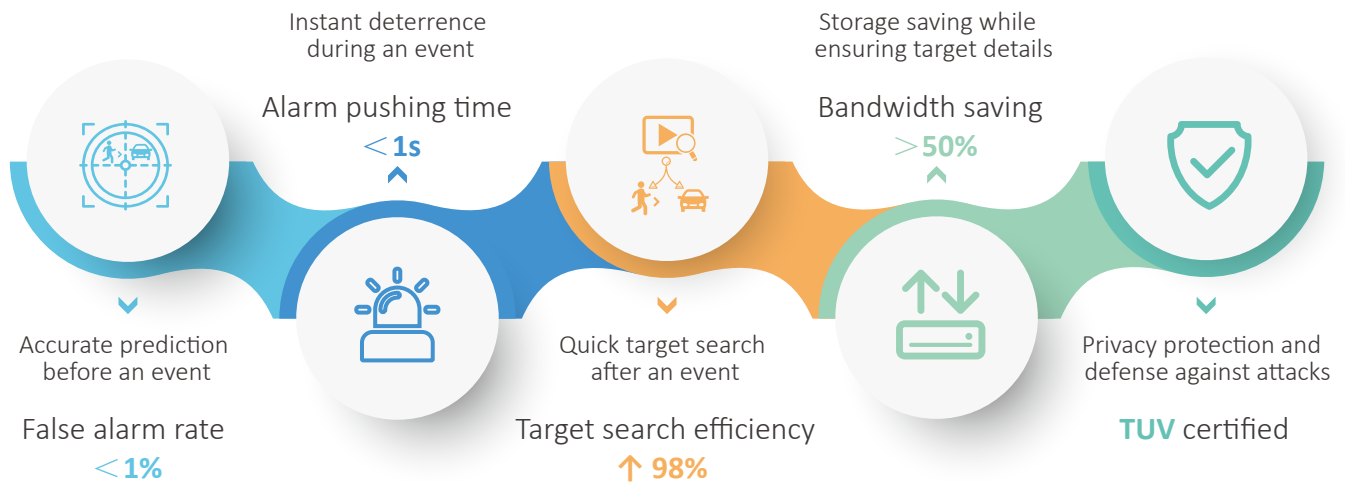 Instant deterrence
during an event
Alarm pushing time
<1s
Storage saving while
ensuring target details
Bandwidth saving
>50%
Accurate prediction
before an event
False alarm rate
<1%
Quick target search
after an event
Target search efficiency
↑ 98%
Privacy protection and
defense against attacks
TUV certified